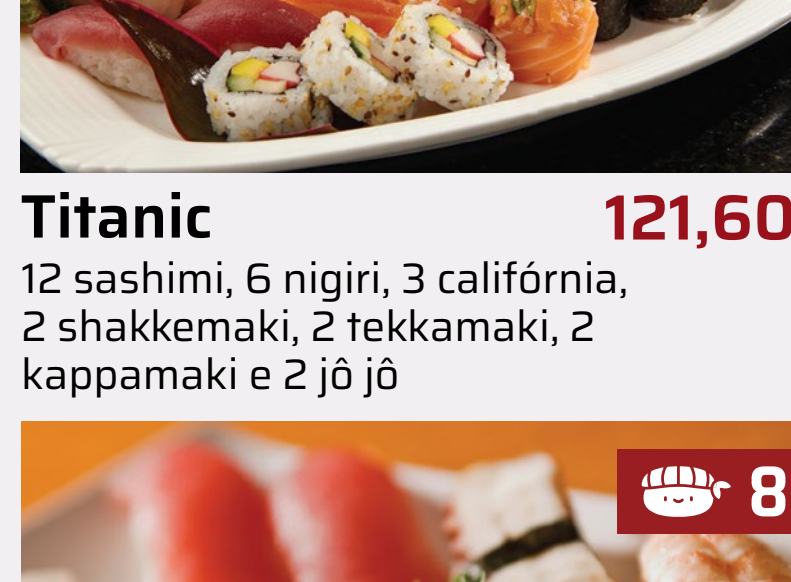 Titanic 121,60
12 sashimi, 6 nigiri, 3 califórnia,
2 shakkemaki, 2 tekkamaki, 2
kappamaki e 2 jô jô
8